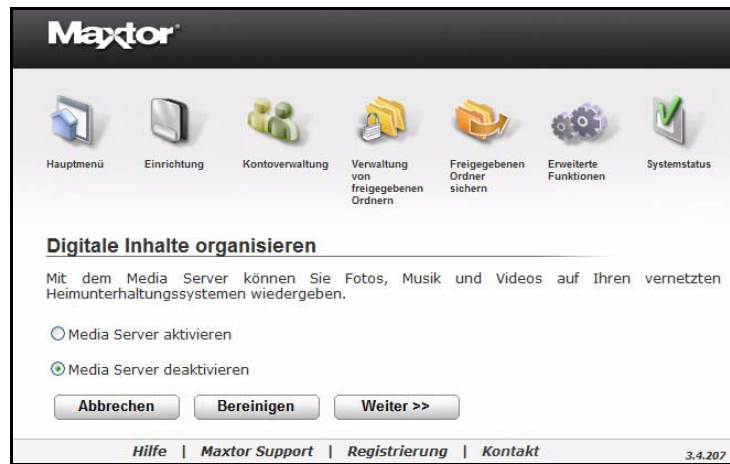 Maxtor
Hauptmenü
Einrichtung
Kontoverwaltung
Verwaltung
von
freigegebenen
Ordnern
Freigegebenen
Ordner
sichern
Erweiterte
Funktionen
Systemstatus
Digitale Inhalte organisieren
Mit dem Media Server können Sie Fotos, Musik und Videos auf Ihren vernetzten
Heimunterhaltungssystemen wiedergeben.
Media Server aktivieren
Media Server deaktivieren
Abbrechen Bereinigen Weiter >>
Hilfe | Maxtor Support | Registrierung | Kontakt 3.4.207